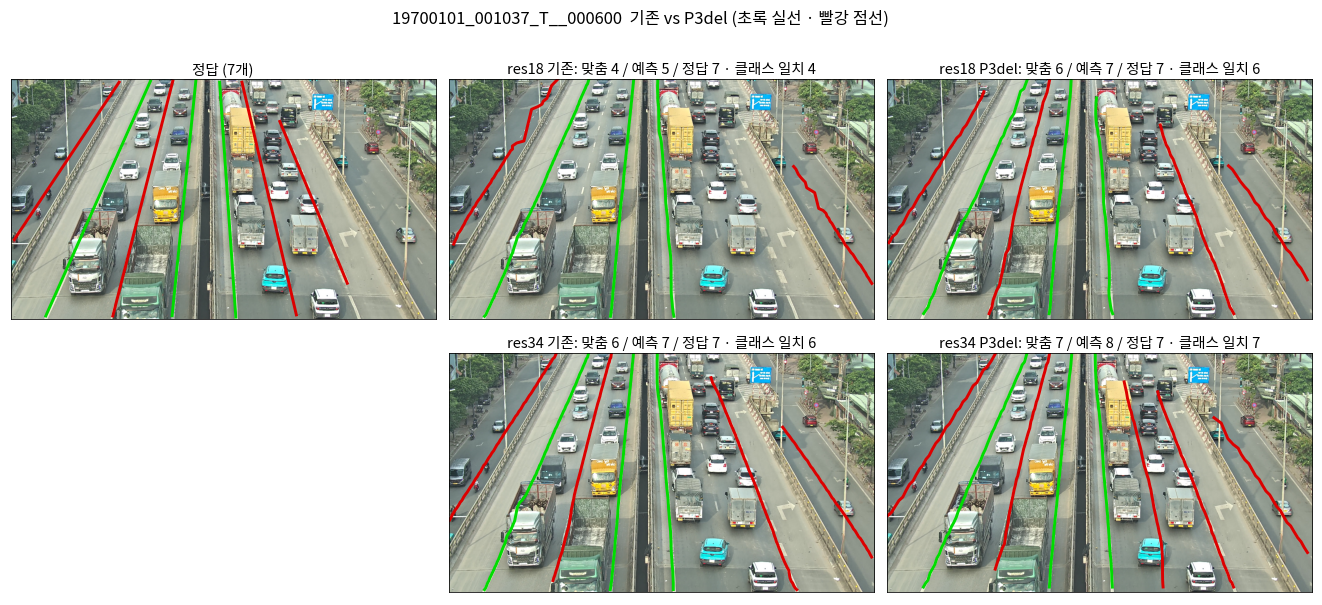 19700101_001037_T__000600 기존 vs P3del (초록 실선 · 빨강 점선)
정답 (7개)
res18 기존: 맞춤 4 / 예측 5 / 정답 7 · 클래스 일치 4
res18 P3del: 맞춤 6 / 예측 7 / 정답 7 · 클래스 일치 6
res34 기존: 맞춤 6 / 예측 7 / 정답 7 · 클래스 일치 6
res34 P3del: 맞춤 7 / 예측 8 / 정답 7 · 클래스 일치 7